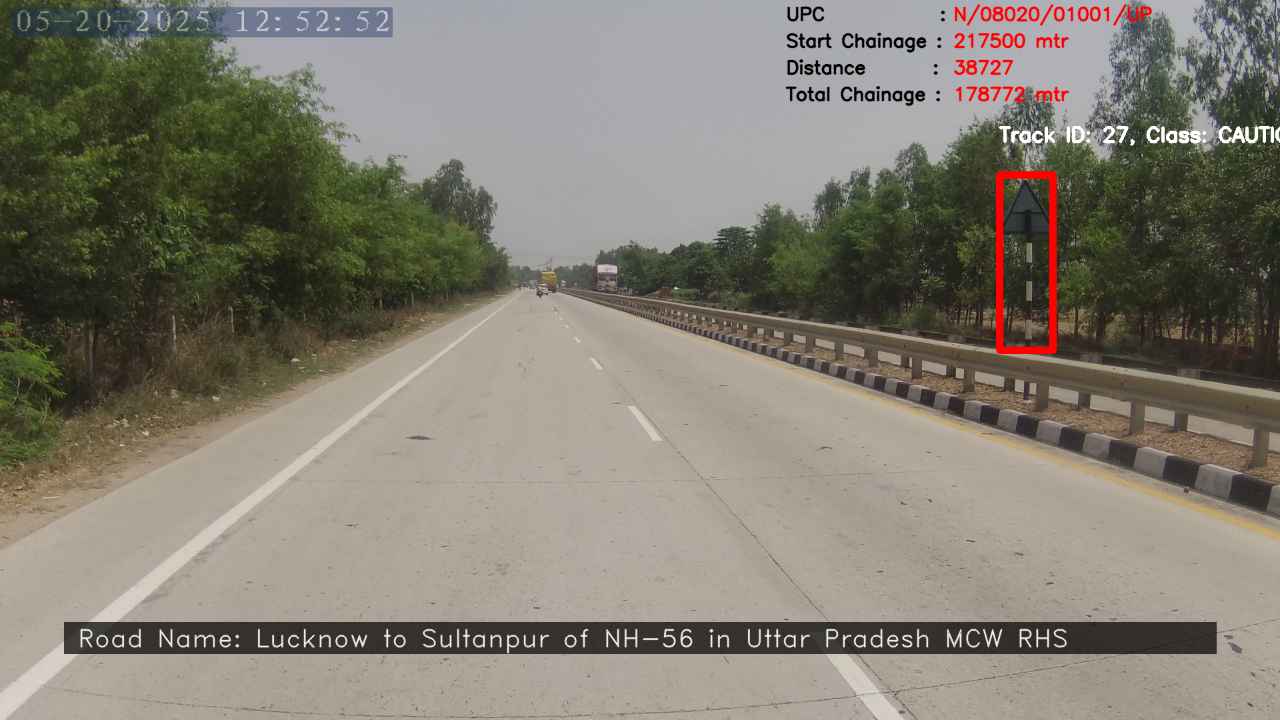 05-20-2025 12:52:52
UPC : N/08020/01001/UP
Start Chainage : 217500 mtr
Distance : 38727
Total Chainage : 178772 mtr
Track ID: 27, Class: CAUTIO
Road Name: Lucknow to Sultanpur of NH-56 in Uttar Pradesh MCW RHS